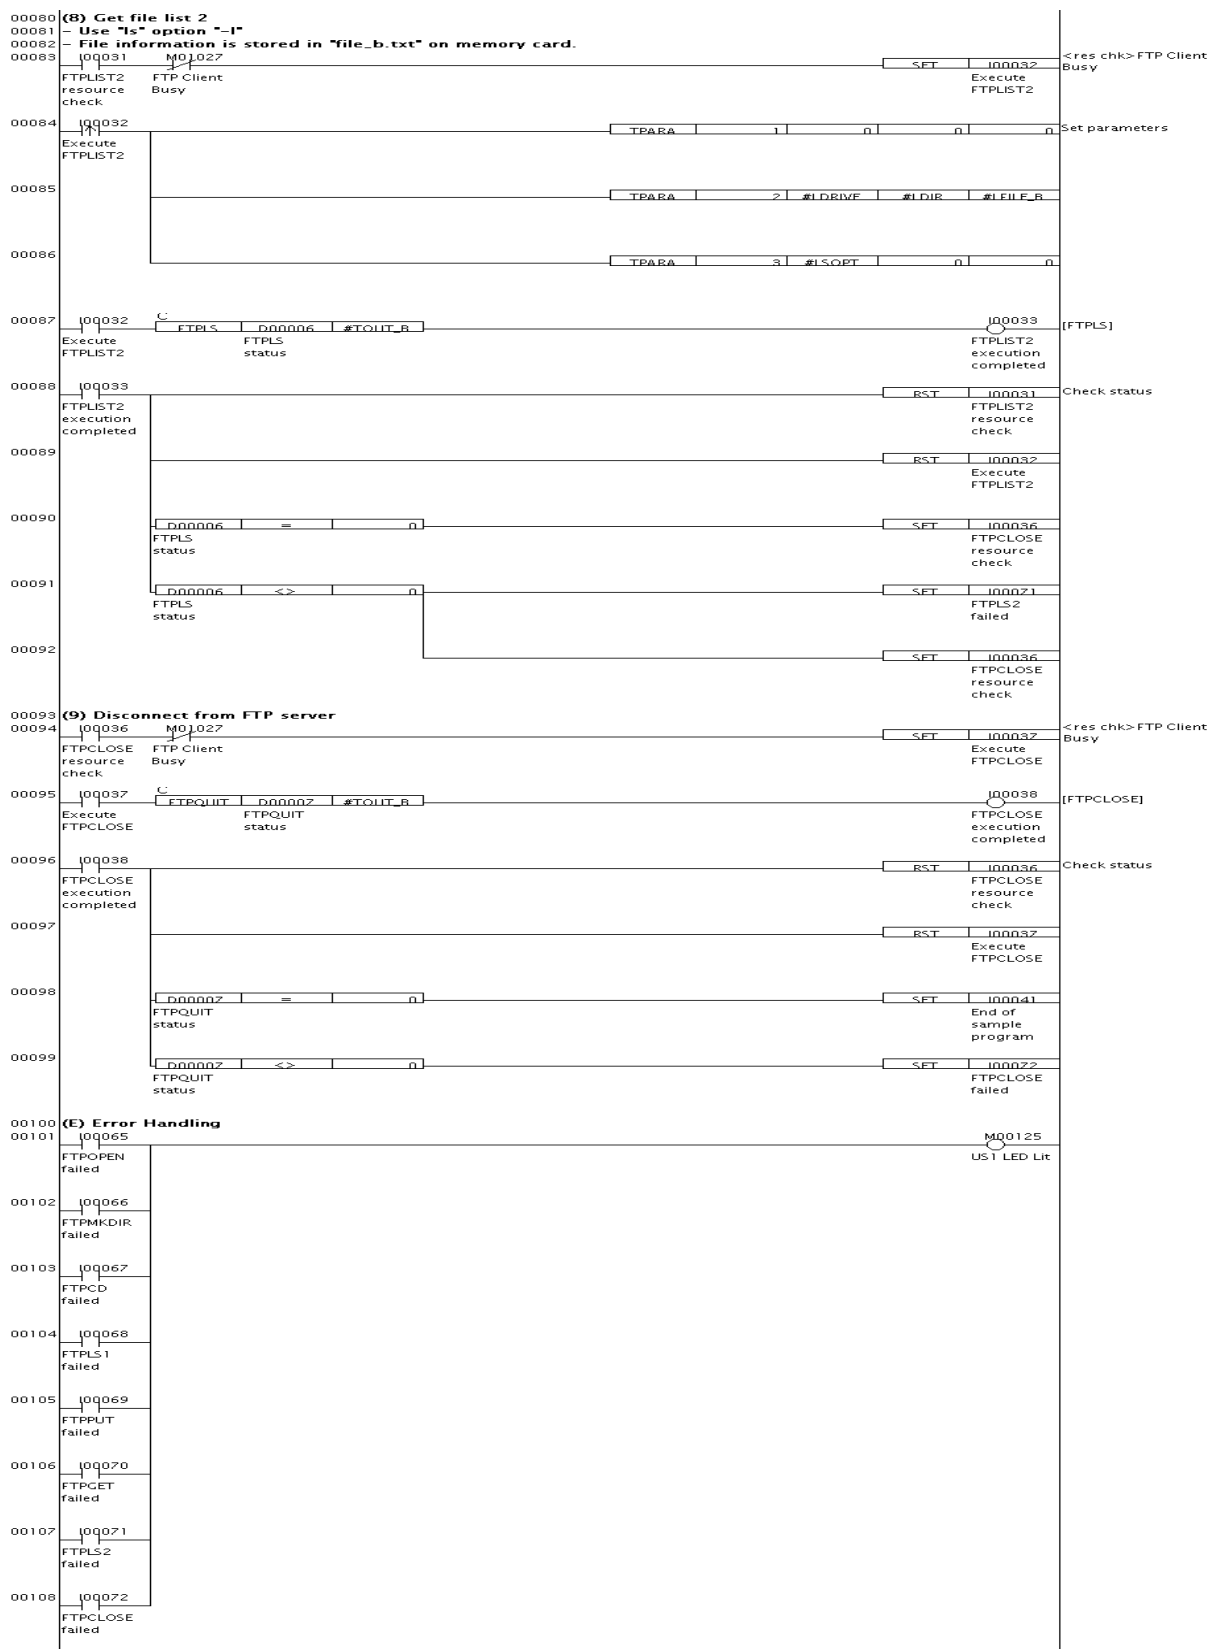 00080 (8) Get file list 2
00081 - Use "ls" option "-l"
00082 - File information is stored in "file_b.txt" on memory card.
00083 I00031 M01027 SET I00032 <res chk>FTP Client
FTPLIST2 FTP Client Execute Busy
resource Busy FTPLIST2
check
00084 I00032 TPARA 1 0 0 0 Set parameters
Execute
FTPLIST2
00085 TPARA 2 #LDRIVE #LDIR #LFILE_B
00086 TPARA 3 #LSOPT 0 0
00087 I00032 C FTPLS D00006 #TOUT_B I00033 [FTPLS]
Execute FTPLS FTPLIST2
FTPLIST2 status execution
completed
00088 I00033 RST I00031 Check status
FTPLIST2 FTPLIST2
execution resource
completed check
00089 RST I00032
Execute
FTPLIST2
00090 D00006 = 0 SET I00036
FTPLS FTPCLOSE
status resource
check
00091 D00006 <> 0 SET I00071
FTPLS FTPLS2
status failed
00092 SET I00036
FTPCLOSE
resource
check
00093 (9) Disconnect from FTP server
00094 I00036 M01027 SET I00037 <res chk>FTP Client
FTPCLOSE FTP Client Execute Busy
resource Busy FTPCLOSE
check
00095 I00037 C FTPQUIT D00007 #TOUT_B I00038 [FTPCLOSE]
Execute FTPQUIT FTPCLOSE
FTPCLOSE status execution
completed
00096 I00038 RST I00036 Check status
FTPCLOSE FTPCLOSE
execution resource
completed check
00097 RST I00037
Execute
FTPCLOSE
00098 D00007 = 0 SET I00041
FTPQUIT End of
status sample
program
00099 D00007 <> 0 SET I00072
FTPQUIT FTPCLOSE
status failed
00100 (E) Error Handling
00101 I00065 M00125
FTPOPEN US1 LED Lit
failed
00102 I00066
FTPMKDIR
failed
00103 I00067
FTPCD
failed
00104 I00068
FTPLS1
failed
00105 I00069
FTPPUT
failed
00106 I00070
FTPGET
failed
00107 I00071
FTPLS2
failed
00108 I00072
FTPCLOSE
failed